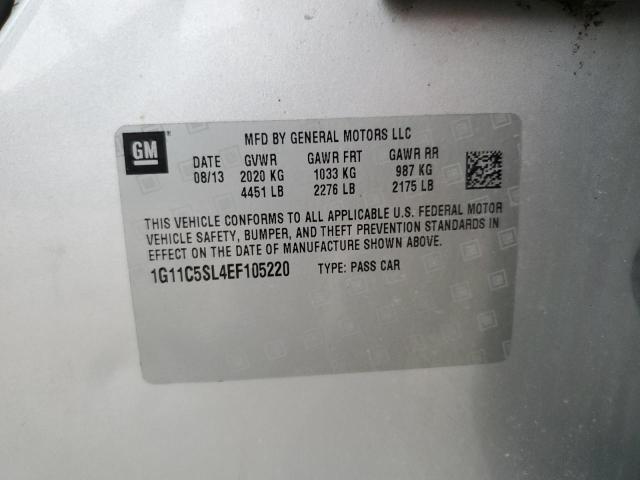 GM MFD BY GENERAL MOTORS LLC
DATE GVWR GAWR FRT GAWR RR
08/13 2020 KG 1033 KG 987 KG
4451 LB 2276 LB 2175 LB
THIS VEHICLE CONFORMS TO ALL APPLICABLE U.S. FEDERAL MOTOR
VEHICLE SAFETY, BUMPER, AND THEFT PREVENTION STANDARDS IN
EFFECT ON THE DATE OF MANUFACTURE SHOWN ABOVE.
1G11C5SL4EF105220 TYPE: PASS CAR